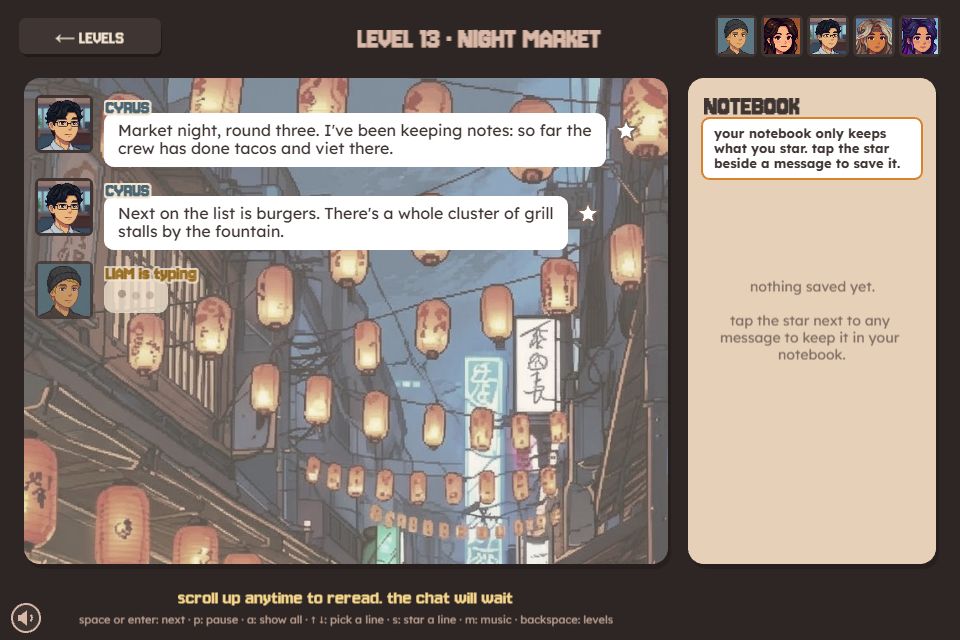 ← LEVELS
LEVEL 13 · NIGHT MARKET
CYRUS
Market night, round three. I've been keeping notes: so far the
crew has done tacos and viet there.
CYRUS
Next on the list is burgers. There's a whole cluster of grill
stalls by the fountain.
LIAM is typing
NOTEBOOK
your notebook only keeps
what you star. tap the star
beside a message to save it.
nothing saved yet.
tap the star next to any
message to keep it in your
notebook.
scroll up anytime to reread. the chat will wait
space or enter: next · p: pause · a: show all · ↑ ↓: pick a line · s: star a line · m: music · backspace: levels